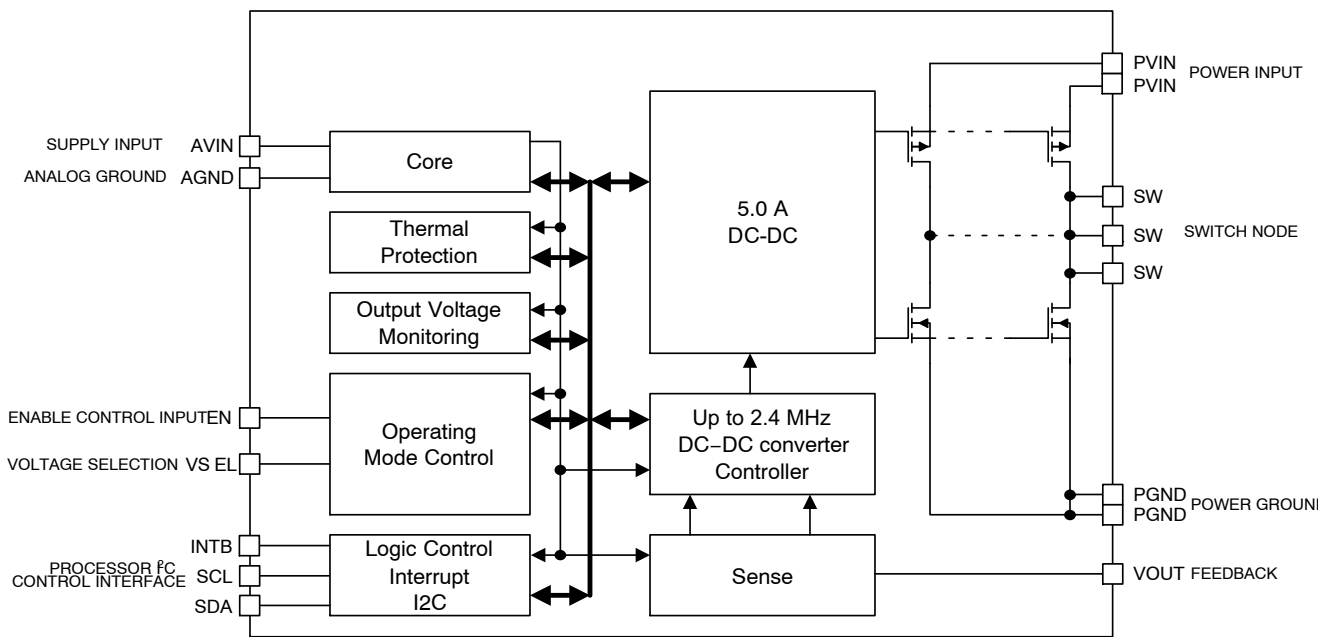 PVIN
POWER INPUT
PVIN
SUPPLY INPUT AVIN
Core
ANALOG GROUND AGND
SW
5.0 A
DC-DC
SW
SWITCH NODE
SW
Thermal
Protection
Output Voltage
Monitoring
ENABLE CONTROL INPUT EN
VOLTAGE SELECTION VS EL
Operating
Mode Control
Up to 2.4 MHz
DC−DC converter
Controller
PGND
POWER GROUND
PGND
INTB
PROCESSOR I²C
CONTROL INTERFACE
SCL
SDA
Logic Control
Interrupt
I2C
Sense
VOUT FEEDBACK